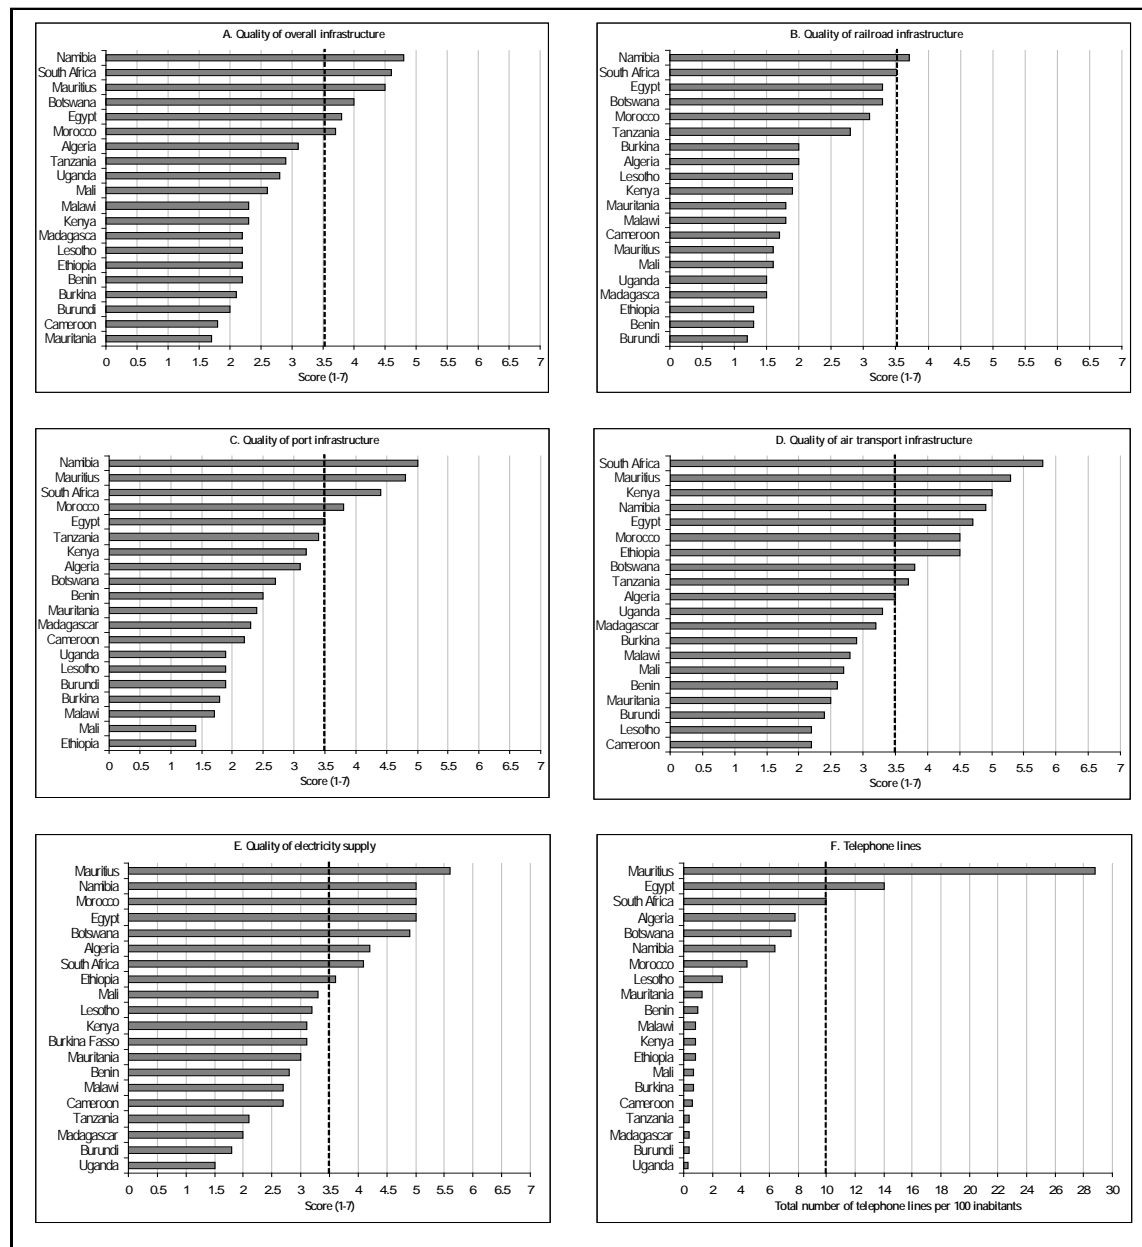 A. Quality of overall infrastructure
Namibia
South Africa
Mauritius
Botswana
Egypt
Morocco
Algeria
Tanzania
Uganda
Mali
Malawi
Kenya
Madagasca
Lesotho
Ethiopia
Benin
Burkina
Burundi
Cameroon
Mauritania
0 0.5 1 1.5 2 2.5 3 3.5 4 4.5 5 5.5 6 6.5 7
Score (1-7)
B. Quality of railroad infrastructure
Namibia
South Africa
Egypt
Botswana
Morocco
Tanzania
Burkina
Algeria
Lesotho
Kenya
Mauritania
Malawi
Cameroon
Mauritius
Mali
Uganda
Madagasca
Ethiopia
Benin
Burundi
0 0.5 1 1.5 2 2.5 3 3.5 4 4.5 5 5.5 6 6.5 7
Score (1-7)
C. Quality of port infrastructure
Namibia
Mauritius
South Africa
Morocco
Egypt
Tanzania
Kenya
Algeria
Botswana
Benin
Mauritania
Madagascar
Cameroon
Uganda
Lesotho
Burundi
Burkina
Malawi
Mali
Ethiopia
0 0.5 1 1.5 2 2.5 3 3.5 4 4.5 5 5.5 6 6.5 7
Score (1-7)
D. Quality of air transport infrastructure
South Africa
Mauritius
Kenya
Namibia
Egypt
Morocco
Ethiopia
Botswana
Tanzania
Algeria
Uganda
Madagascar
Burkina
Malawi
Mali
Benin
Mauritania
Burundi
Lesotho
Cameroon
0 0.5 1 1.5 2 2.5 3 3.5 4 4.5 5 5.5 6 6.5 7
Score (1-7)
E. Quality of electricity supply
Mauritius
Namibia
Morocco
Egypt
Botswana
Algeria
South Africa
Ethiopia
Mali
Lesotho
Kenya
Burkina Fasso
Mauritania
Benin
Malawi
Cameroon
Tanzania
Madagascar
Burundi
Uganda
0 0.5 1 1.5 2 2.5 3 3.5 4 4.5 5 5.5 6 6.5 7
Score (1-7)
F. Telephone lines
Mauritius
Egypt
South Africa
Algeria
Botswana
Namibia
Morocco
Lesotho
Mauritania
Benin
Malawi
Kenya
Ethiopia
Mali
Burkina
Cameroon
Tanzania
Madagascar
Burundi
Uganda
0 2 4 6 8 10 12 14 16 18 20 22 24 26 28 30
Total number of telephone lines per 100 inabitants